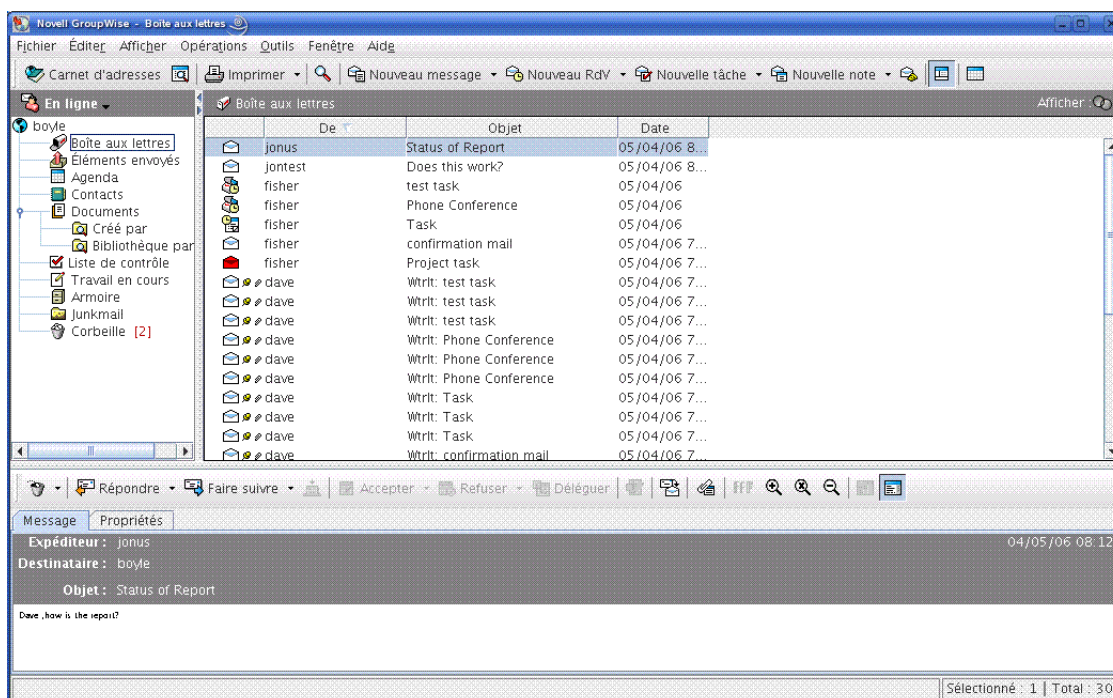 Novell GroupWise - Boîte aux lettres
Fichier Éditer Afficher Opérations Outils Fenêtre Aide
Carnet d'adresses Imprimer Nouveau message Nouveau RdV Nouvelle tâche Nouvelle note
En ligne
Boîte aux lettres
Afficher :
boyle
Boîte aux lettres
Éléments envoyés
Agenda
Contacts
Documents
Créé par
Bibliothèque par
Liste de contrôle
Travail en cours
Armoire
Junkmail
Corbeille [2]
De Objet Date
jonus Status of Report 05/04/06 8...
jontest Does this work? 05/04/06 8...
fisher test task 05/04/06
fisher Phone Conference 05/04/06
fisher Task 05/04/06
fisher confirmation mail 05/04/06 7...
fisher Project task 05/04/06 7...
dave Wtrlt: test task 05/04/06 7...
dave Wtrlt: test task 05/04/06 7...
dave Wtrlt: test task 05/04/06 7...
dave Wtrlt: Phone Conference 05/04/06 7...
dave Wtrlt: Phone Conference 05/04/06 7...
dave Wtrlt: Phone Conference 05/04/06 7...
dave Wtrlt: Task 05/04/06 7...
dave Wtrlt: Task 05/04/06 7...
dave Wtrlt: Task 05/04/06 7...
dave Wtrlt: confirmation mail 05/04/06 7...
Répondre Faire suivre Accepter Refuser Déléguer
Message Propriétés
Expéditeur : jonus 04/05/06 08:12
Destinataire : boyle
Objet : Status of Report
Dave ,how is the report?
Sélectionné : 1 Total : 30